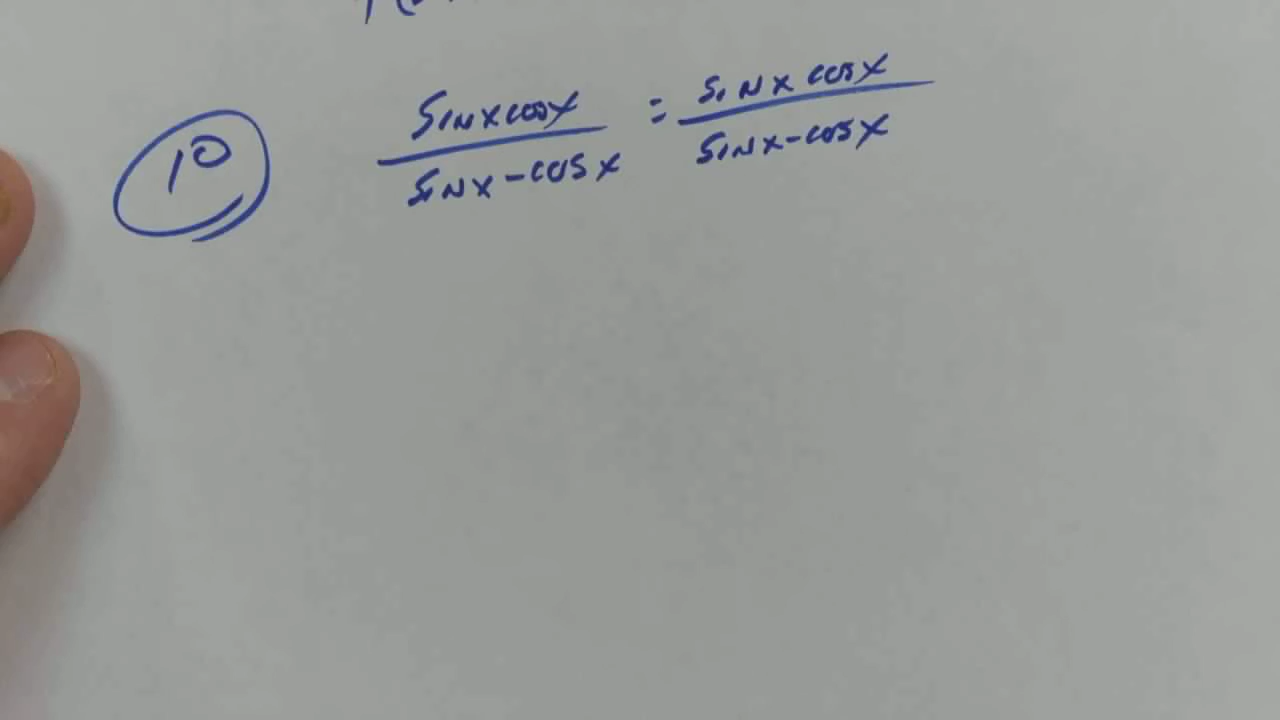 10 sinx cosx / sinx - cosx = sinx cosx / sinx - cosx